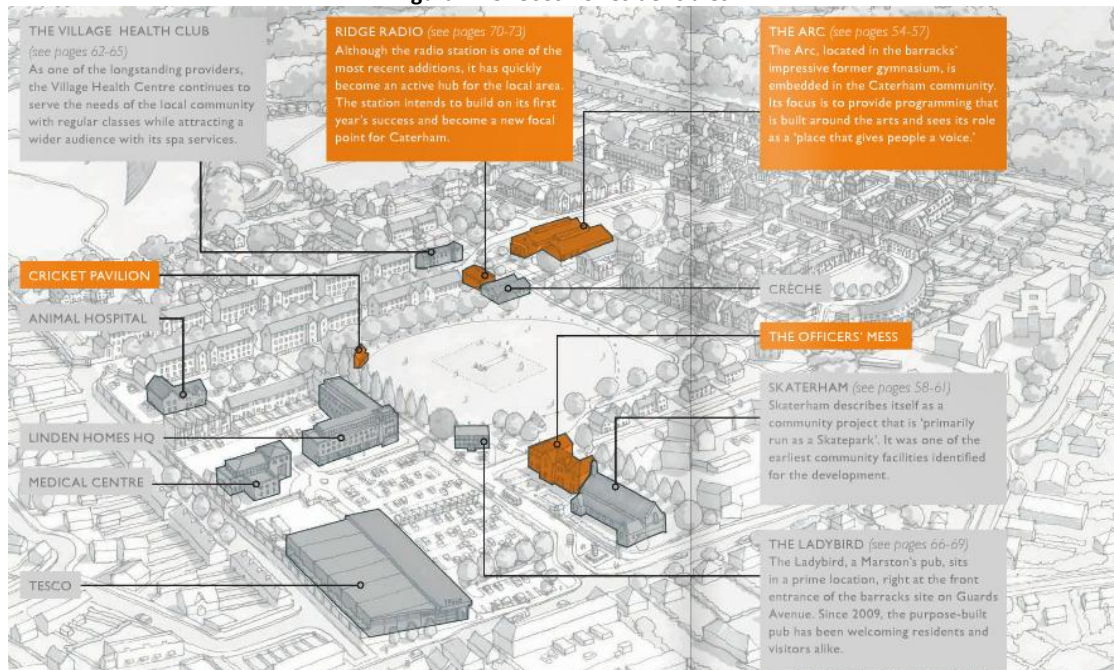 THE VILLAGE HEALTH CLUB
(see pages 62-65)
As one of the longstanding providers,
the Village Health Centre continues to
serve the needs of the local community
with regular classes while attracting a
wider audience with its spa services.
RIDGE RADIO (see pages 70-73)
Although the radio station is one of the
most recent additions, it has quickly
become an active hub for the local area.
The station intends to build on its first
year's success and become a new focal
point for Caterham.
THE ARC (see pages 54-57)
The Arc, located in the barracks'
impressive former gymnasium, is
embedded in the Caterham community.
Its focus is to provide programming that
is built around the arts and sees its role
as a 'place that gives people a voice.'
CRICKET PAVILION
ANIMAL HOSPITAL
CRÈCHE
THE OFFICERS' MESS
SKATERHAM (see pages 58-61)
Skaterham describes itself as a
community project that is 'primarily
run as a Skatepark'. It was one of the
earliest community facilities identified
for the development.
LINDEN HOMES HQ
MEDICAL CENTRE
TESCO
THE LADYBIRD (see pages 66-69)
The Ladybird, a Marston's pub, sits
in a prime location, right at the front
entrance of the barracks site on Guards
Avenue. Since 2009, the purpose-built
pub has been welcoming residents and
visitors alike.